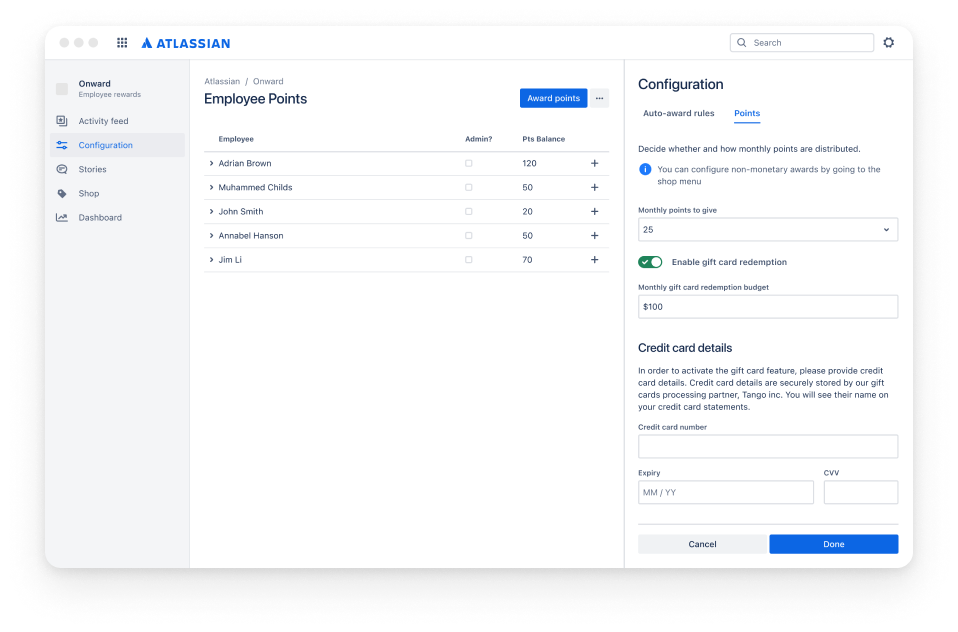 ATLASSIAN
Search
Onward
Employee rewards
Activity feed
Configuration
Stories
Shop
Dashboard
Atlassian / Onward
Employee Points
Award points
Employee Admin? Pts Balance
Adrian Brown 120
Muhammed Childs 50
John Smith 20
Annabel Hanson 50
Jim Li 70
Configuration
Auto-award rules Points
Decide whether and how monthly points are distributed.
You can configure non-monetary awards by going to the
shop menu
Monthly points to give
25
Enable gift card redemption
Monthly gift card redemption budget
$100
Credit card details
In order to activate the gift card feature, please provide credit
card details. Credit card details are securely stored by our gift
cards processing partner, Tango inc. You will see their name on
your credit card statements.
Credit card number
Expiry CVV
MM / YY
Cancel Done